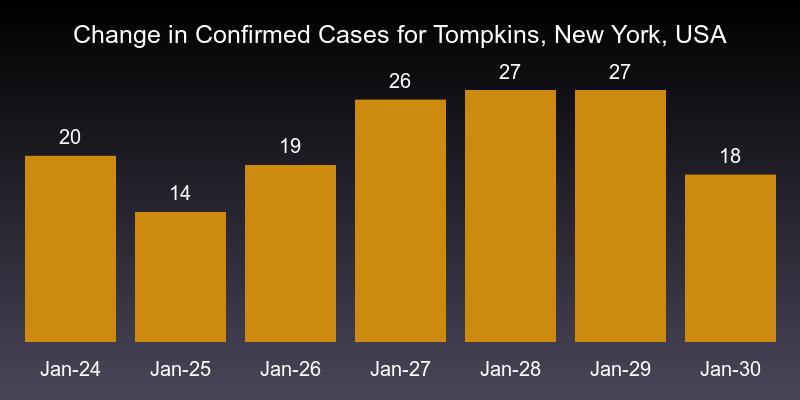 Change in Confirmed Cases for Tompkins, New York, USA
20
14
19
26
27
27
18
Jan-24
Jan-25
Jan-26
Jan-27
Jan-28
Jan-29
Jan-30